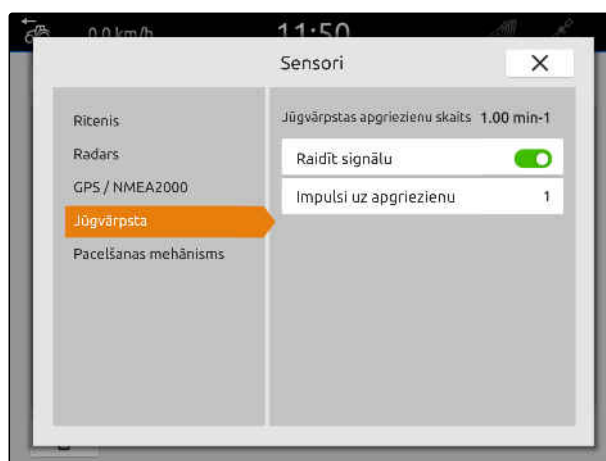 0.0 km/h
11:50
Sensori
Ritenis
Radars
GPS / NMEA2000
Jūgvārpsta
Pacelšanas mehānisms
Jūgvārpstas apgriezienu skaits 1.00 min-1
Raidīt signālu
Impulsi uz apgriezienu 1